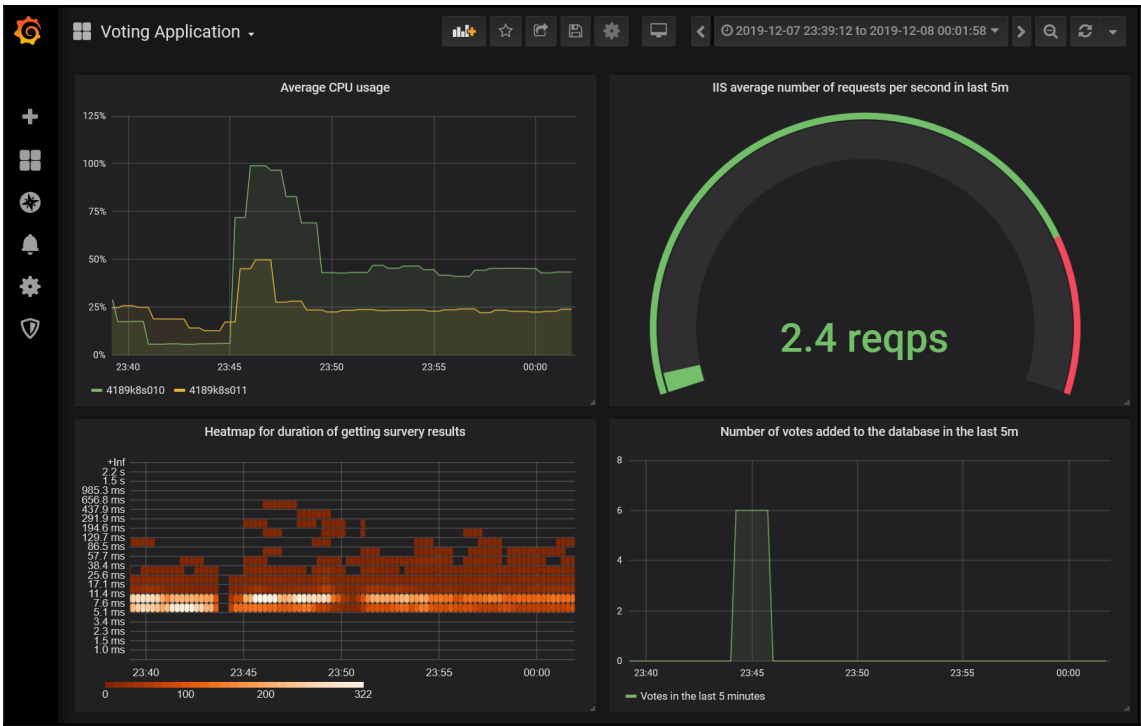 Voting Application
2019-12-07 23:39:12 to 2019-12-08 00:01:58
Average CPU usage
125%
100%
75%
50%
25%
0%
23:40 23:45 23:50 23:55 00:00
4189k8s010 4189k8s011
IIS average number of requests per second in last 5m
2.4 reqps
Heatmap for duration of getting survery results
+Inf
2.2 s
1.5 s
985.3 ms
656.8 ms
437.9 ms
291.9 ms
194.6 ms
129.7 ms
86.5 ms
57.7 ms
38.4 ms
25.6 ms
17.1 ms
11.4 ms
7.6 ms
5.1 ms
3.4 ms
2.3 ms
1.5 ms
1.0 ms
23:40 23:45 23:50 23:55 00:00
0 100 200 322
Number of votes added to the database in the last 5m
8
6
4
2
0
23:40 23:45 23:50 23:55 00:00
Votes in the last 5 minutes